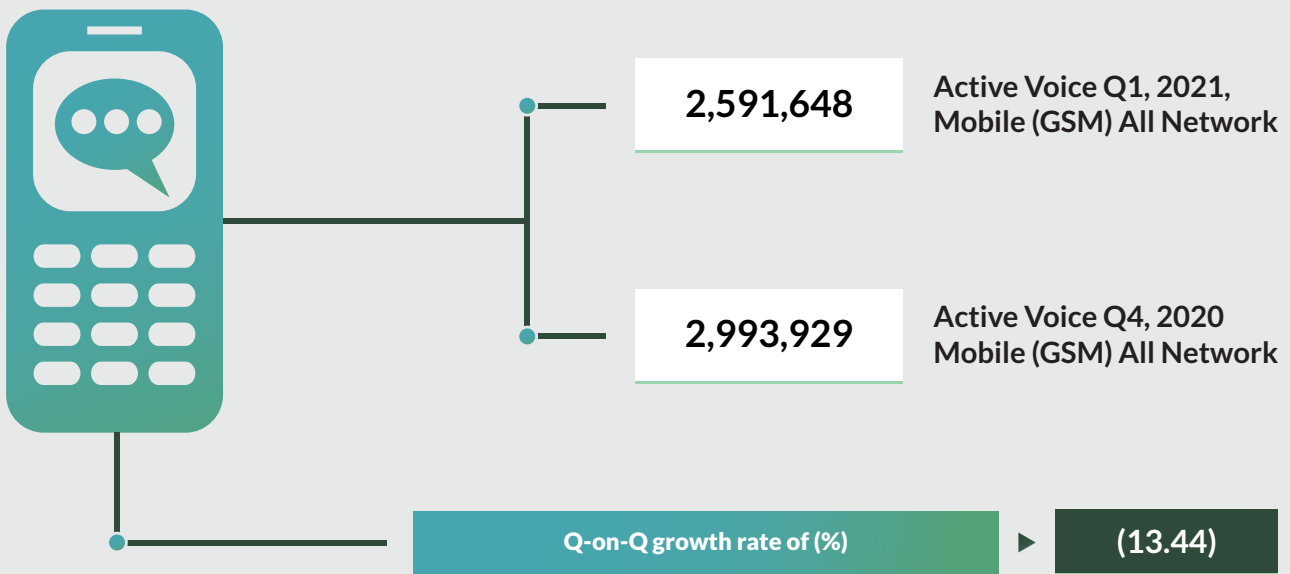 2,591,648
Active Voice Q1, 2021,
Mobile (GSM) All Network
2,993,929
Active Voice Q4, 2020
Mobile (GSM) All Network
Q-on-Q growth rate of (%)
(13.44)